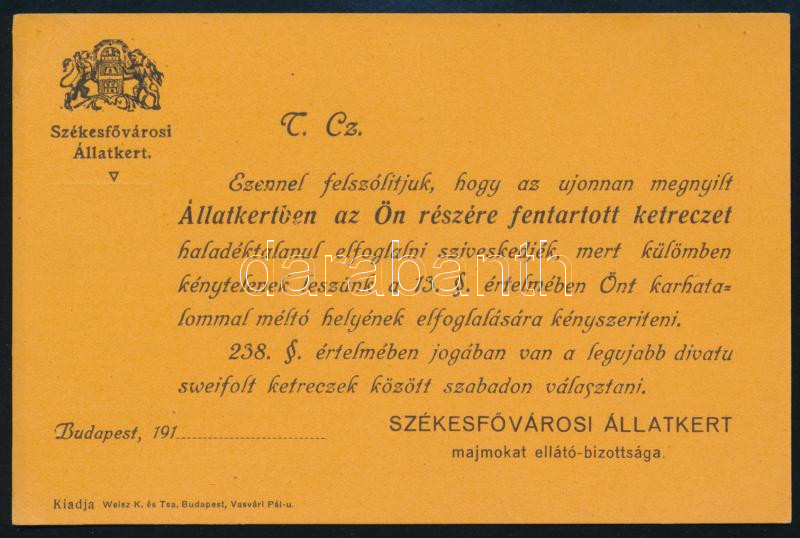 Székesfővárosi
Állatkert.
T. Cz.
Ezennel felszólitjuk, hogy az ujonnan megnyilt
Állatkertben az Ön részére fentartott ketreczet
haladéktalanul elfoglalni sziveskedjék, mert külömben
kénytelenek leszünk a 13. §. értelmében Önt karhata=
lommal méltó helyének elfoglalására kényszeriteni.
238. §. értelmében jogában van a legujabb divatu
sweifolt ketreczek között szabadon választani.
Budapest, 191
SZÉKESFŐVÁROSI ÁLLATKERT
majmokat ellátó-bizottsága.
Kiadja Weisz K. és Tsa, Budapest, Vasvári Pál-u.
darabanth